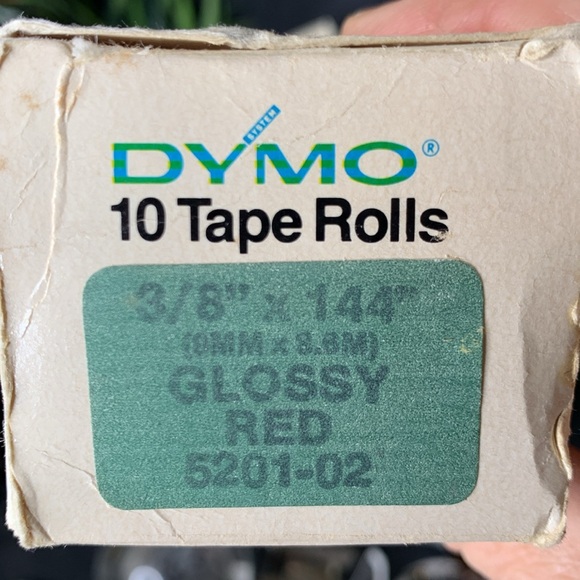 SYSTEM
DYMO®
10 Tape Rolls
3/8" x 144"
(9MM x 3.6M)
GLOSSY
RED
5201-02